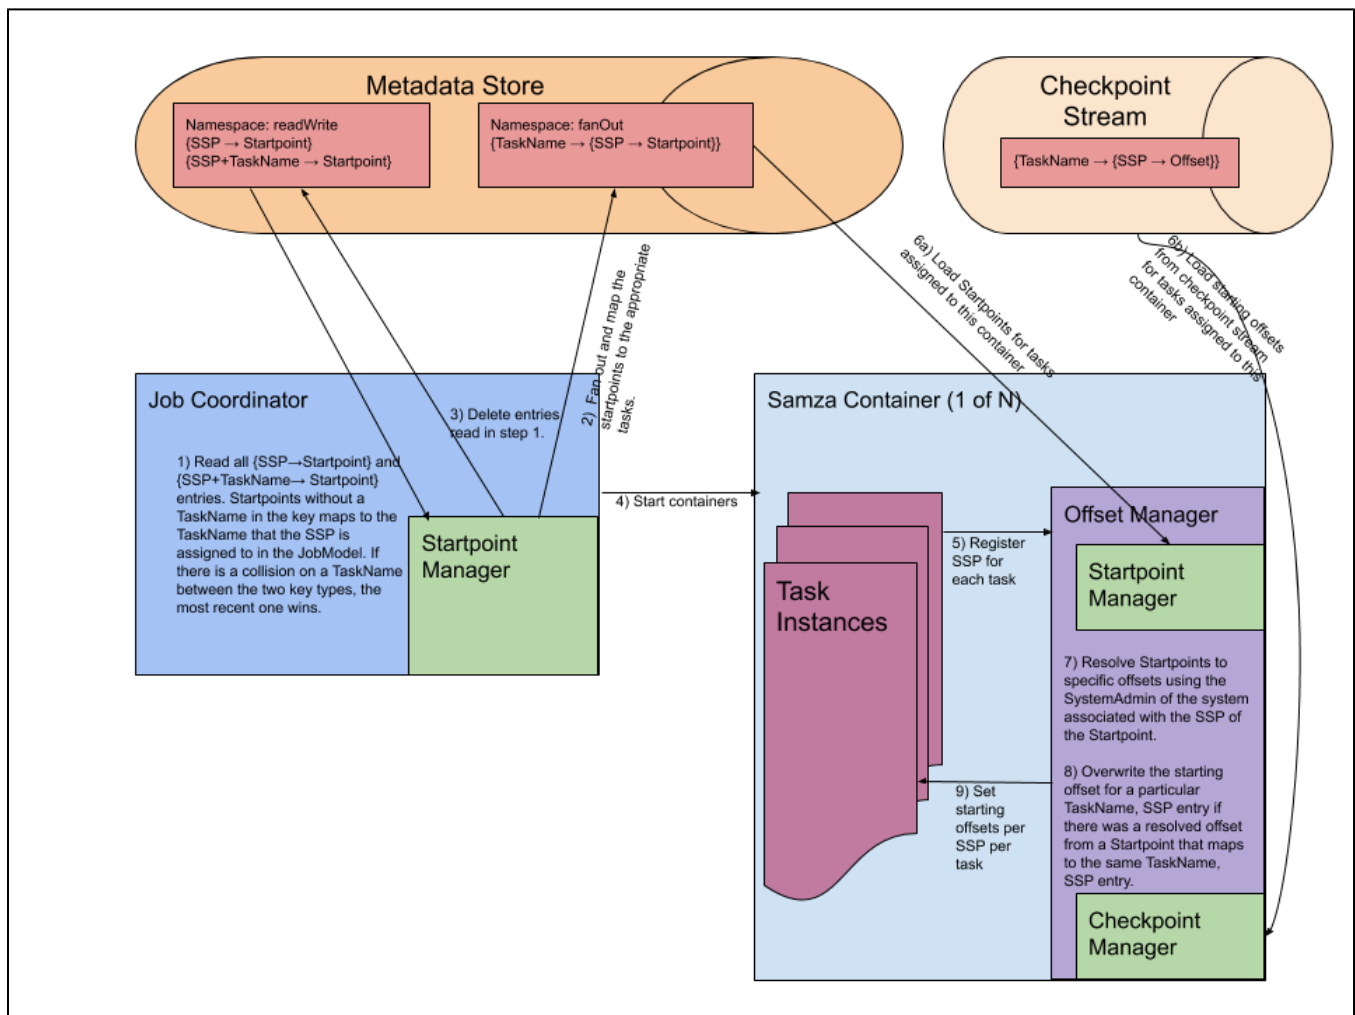 Metadata Store
Namespace: readWrite
{SSP → Startpoint}
{SSP+TaskName → Startpoint}
Namespace: fanOut
{TaskName → {SSP → Startpoint}}
Checkpoint
Stream
{TaskName → {SSP → Offset}}
6a) Load Startpoints for tasks
assigned to this container
6b) Load starting offsets
from checkpoint stream
for tasks assigned to this
container
2) Fan out and map the
startpoints to the appropriate
tasks.
Job Coordinator
3) Delete entries
read in step 1.
1) Read all {SSP→Startpoint} and
{SSP+TaskName→ Startpoint}
entries. Startpoints without a
TaskName in the key maps to the
TaskName that the SSP is
assigned to in the JobModel. If
there is a collision on a TaskName
between the two key types, the
most recent one wins.
Startpoint
Manager
4) Start containers
Samza Container (1 of N)
Task
Instances
5) Register
SSP for
each task
Offset Manager
Startpoint
Manager
7) Resolve Startpoints to
specific offsets using the
SystemAdmin of the system
associated with the SSP of
the Startpoint.
8) Overwrite the starting
offset for a particular
TaskName, SSP entry if
there was a resolved offset
from a Startpoint that maps
to the same TaskName,
SSP entry.
9) Set
starting
offsets per
SSP per
task
Checkpoint
Manager